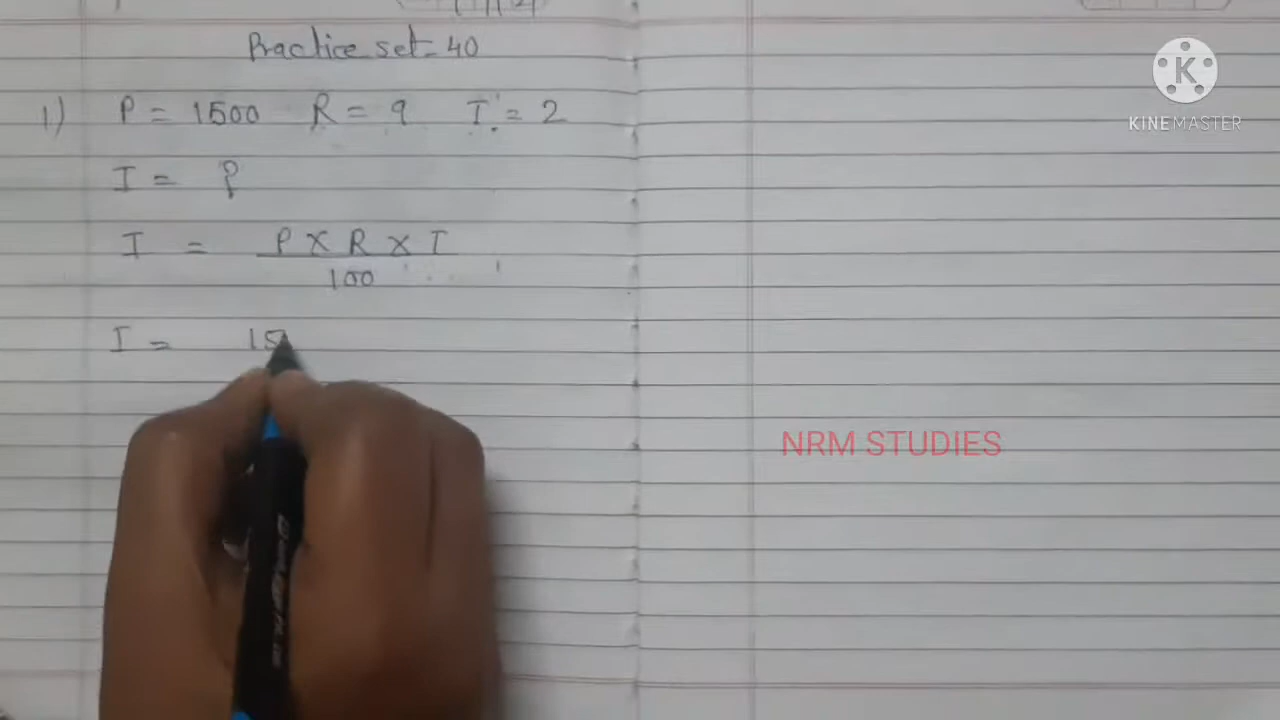 Practice set - 40
KINEMASTER
1) P = 1500 R = 9 I = 2
I = P
I = P X R X I
100
I = 15
NRM STUDIES